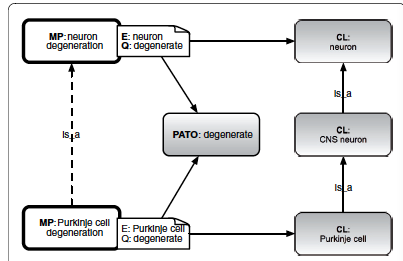 MP: neuron
degeneration
E: neuron
Q: degenerate
CL:
neuron
Is_a
Is_a
PATO: degenerate
CL:
CNS neuron
Is_a
MP: Purkinje cell
degeneration
E: Purkinje cell
Q: degenerate
CL:
Purkinje cell